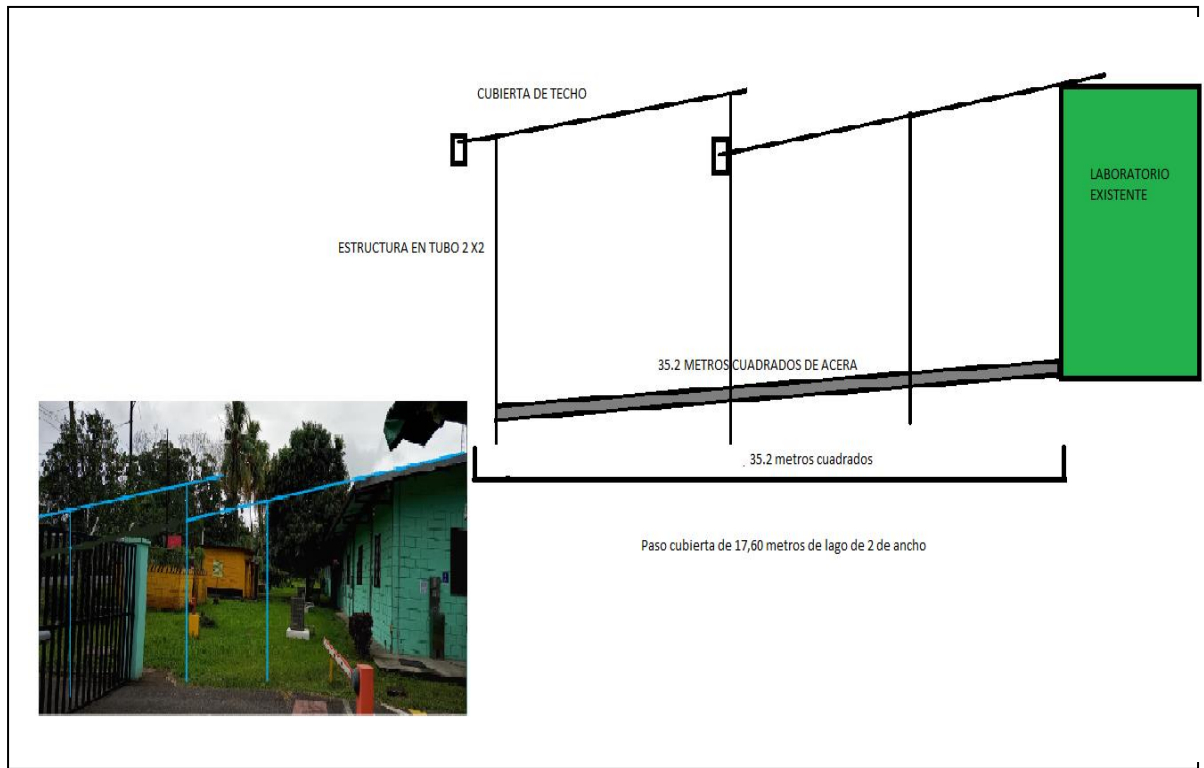 CUBIERTA DE TECHO
LABORATORIO
EXISTENTE
ESTRUCTURA EN TUBO 2 X2
35.2 METROS CUADRADOS DE ACERA
35.2 metros cuadrados
Paso cubierta de 17,60 metros de lago de 2 de ancho